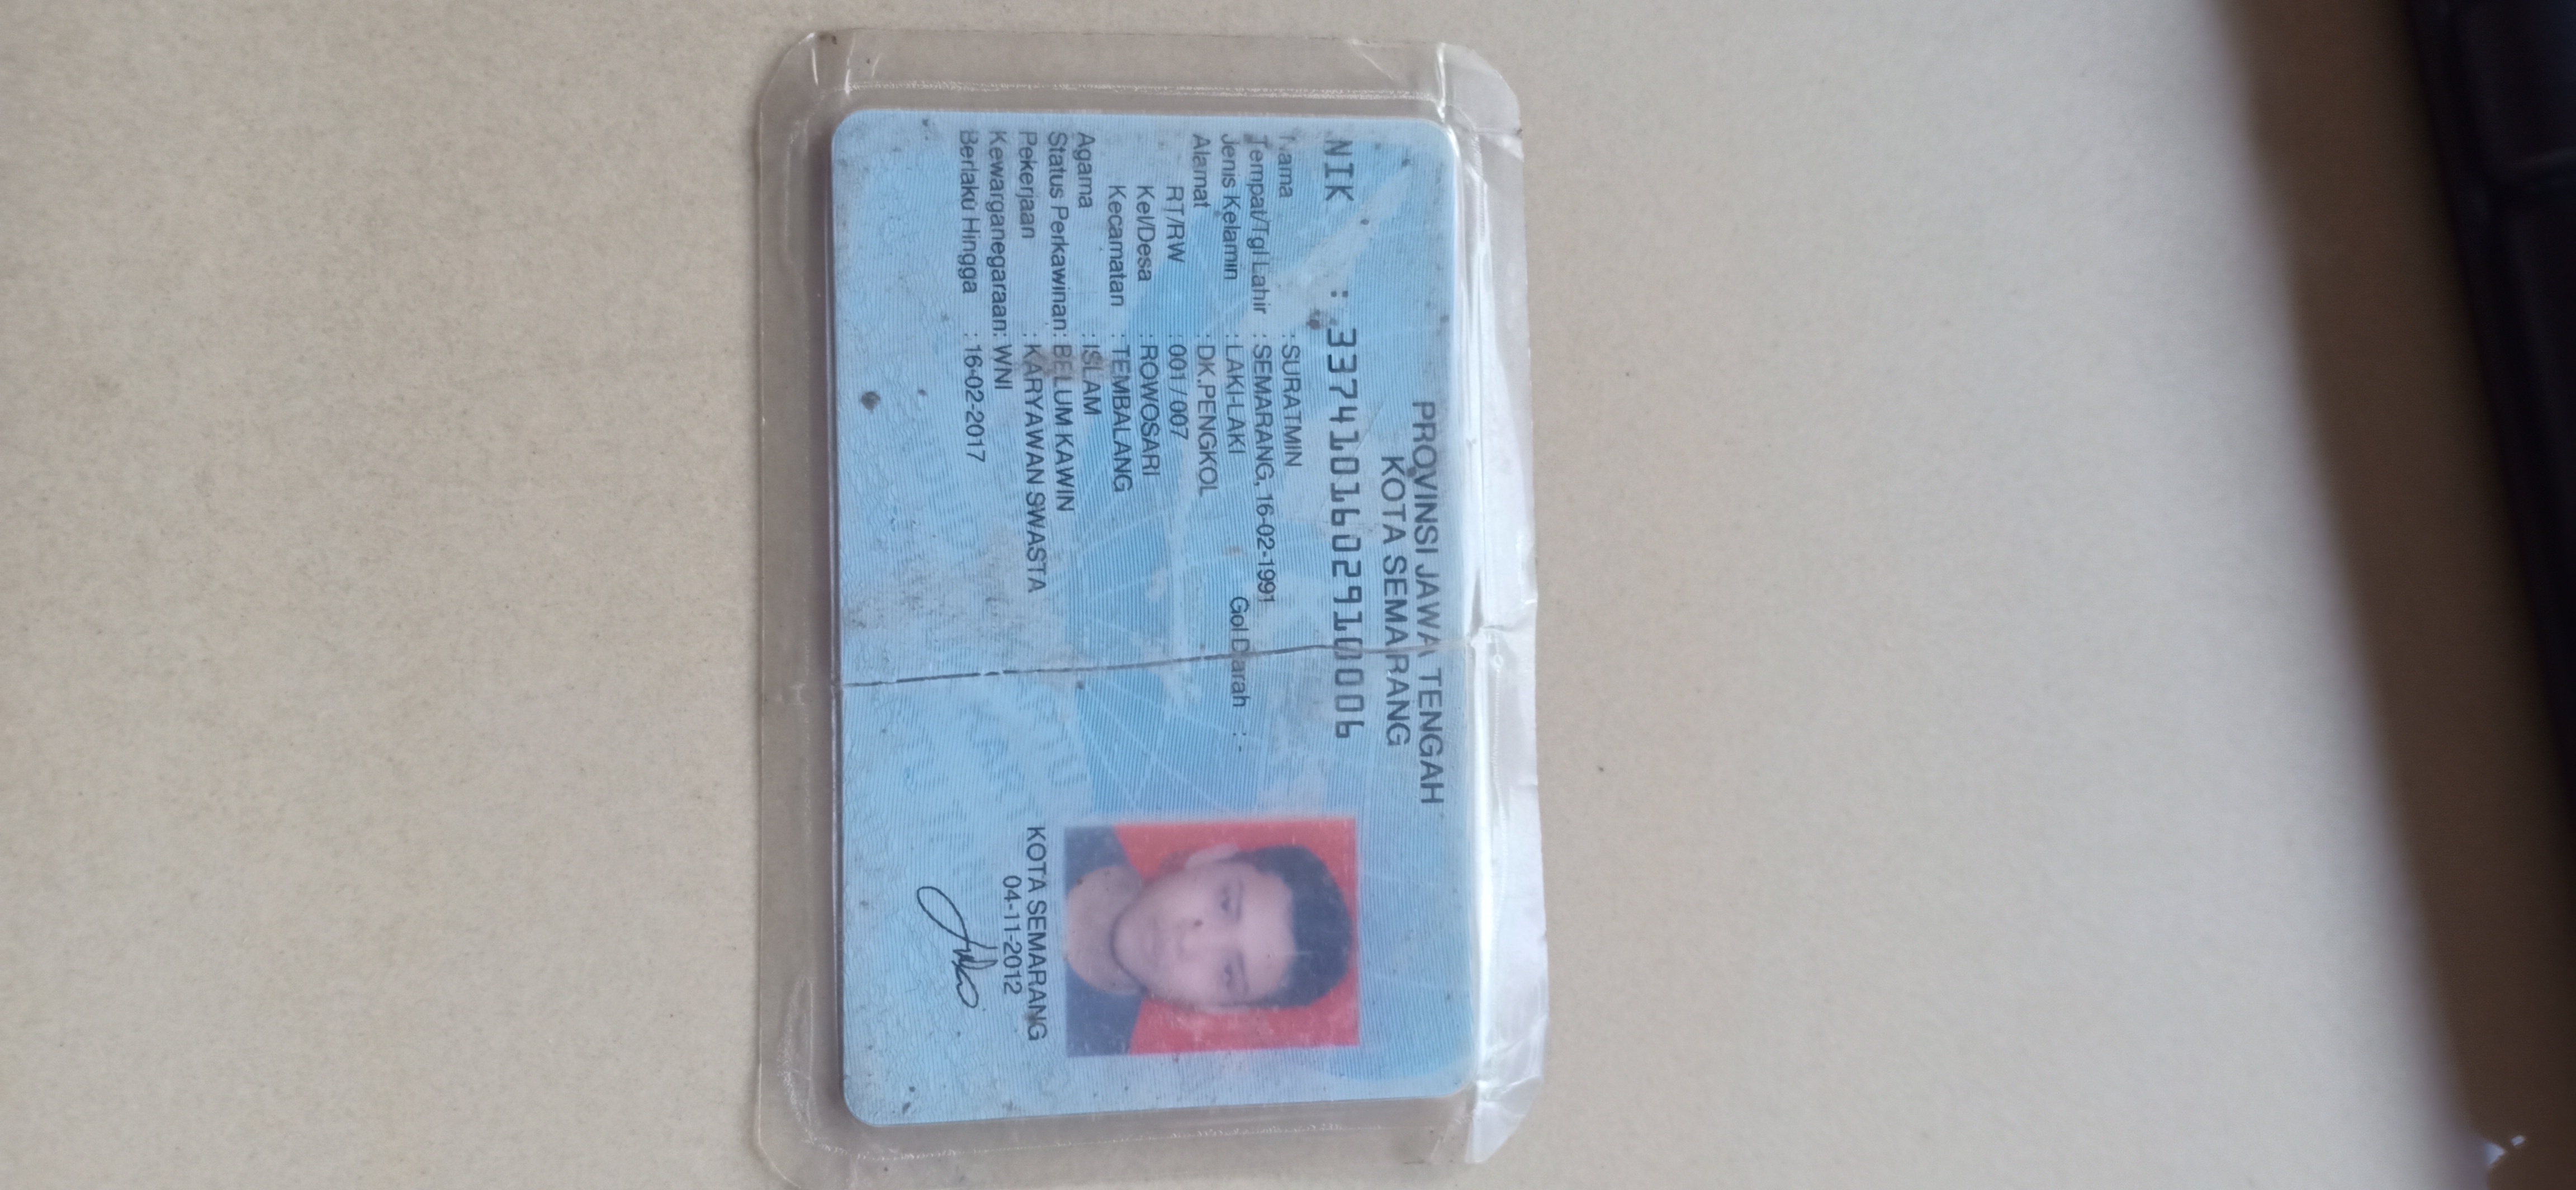 PROVINSI JAWA TENGAH
KOTA SEMARANG
NIK : 3374101602910006
Nama : SURATMIN
Tempat/Tgl Lahir : SEMARANG, 16-02-1991
Jenis Kelamin : LAKI-LAKI Gol Darah : -
Alamat : DK.PENGKOL
RT/RW : 001 / 007
Kel/Desa : ROWOSARI
Kecamatan : TEMBALANG
Agama : ISLAM
Status Perkawinan: BELUM KAWIN
Pekerjaan : KARYAWAN SWASTA
Kewarganegaraan: WNI
Berlaku Hingga : 16-02-2017
KOTA SEMARANG
04-11-2012